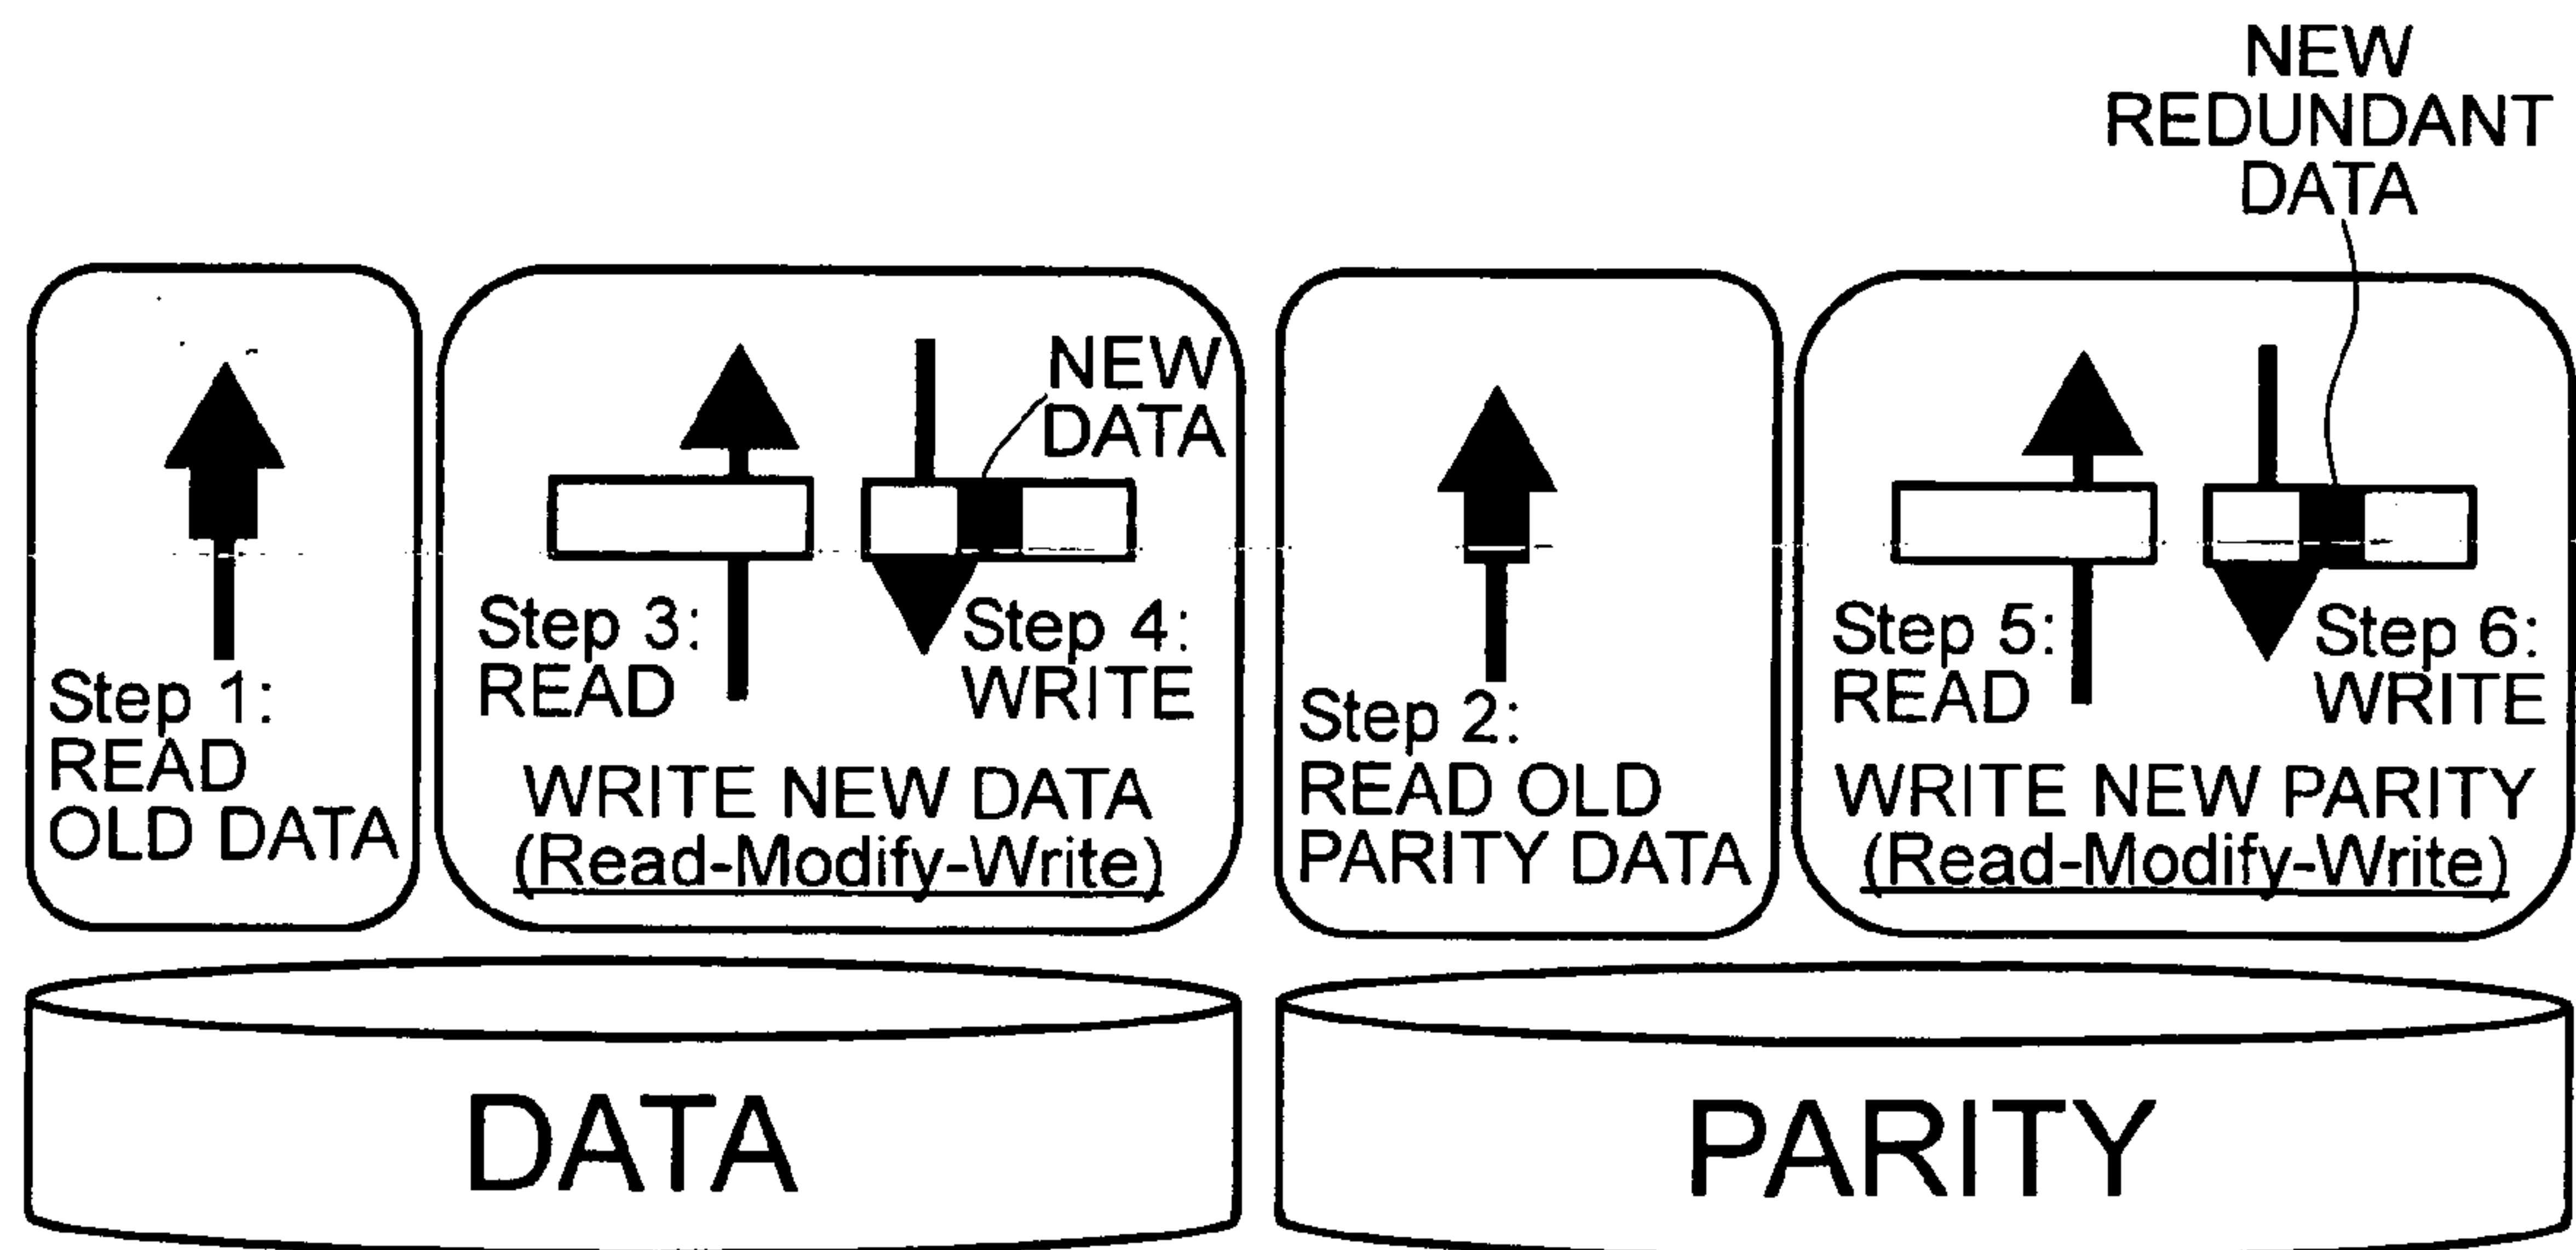 NEW
REDUNDANT
DATA
Step 1:
READ
OLD DATA
NEW
DATA
Step 3:
READ
Step 4:
WRITE
WRITE NEW DATA
(Read-Modify-Write)
Step 2:
READ OLD
PARITY DATA
Step 5:
READ
Step 6:
WRITE
WRITE NEW PARITY
(Read-Modify-Write)
DATA
PARITY